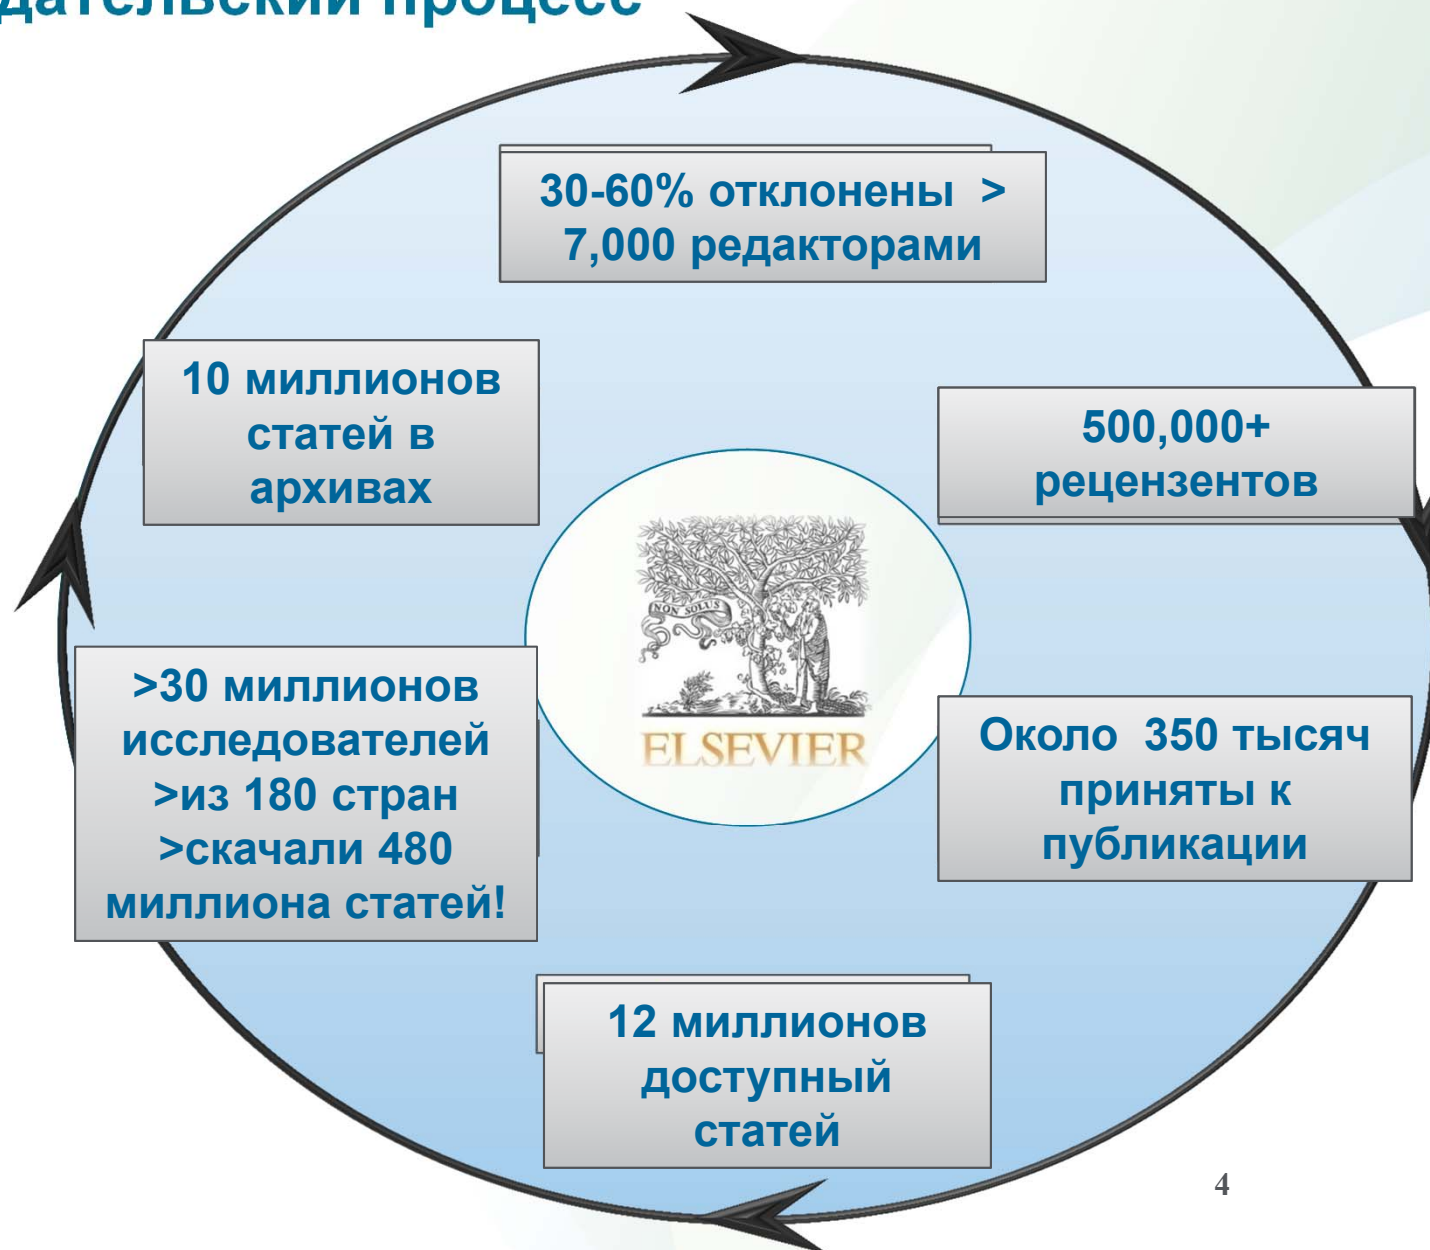 дательский процесс
30-60% отклонены >
7,000 редакторами
10 миллионов
статей в
архивах
500,000+
рецензентов
NON SOLUS
ELSEVIER
>30 миллионов
исследователей
>из 180 стран
>скачали 480
миллиона статей!
Около 350 тысяч
приняты к
публикации
12 миллионов
доступный
статей
4